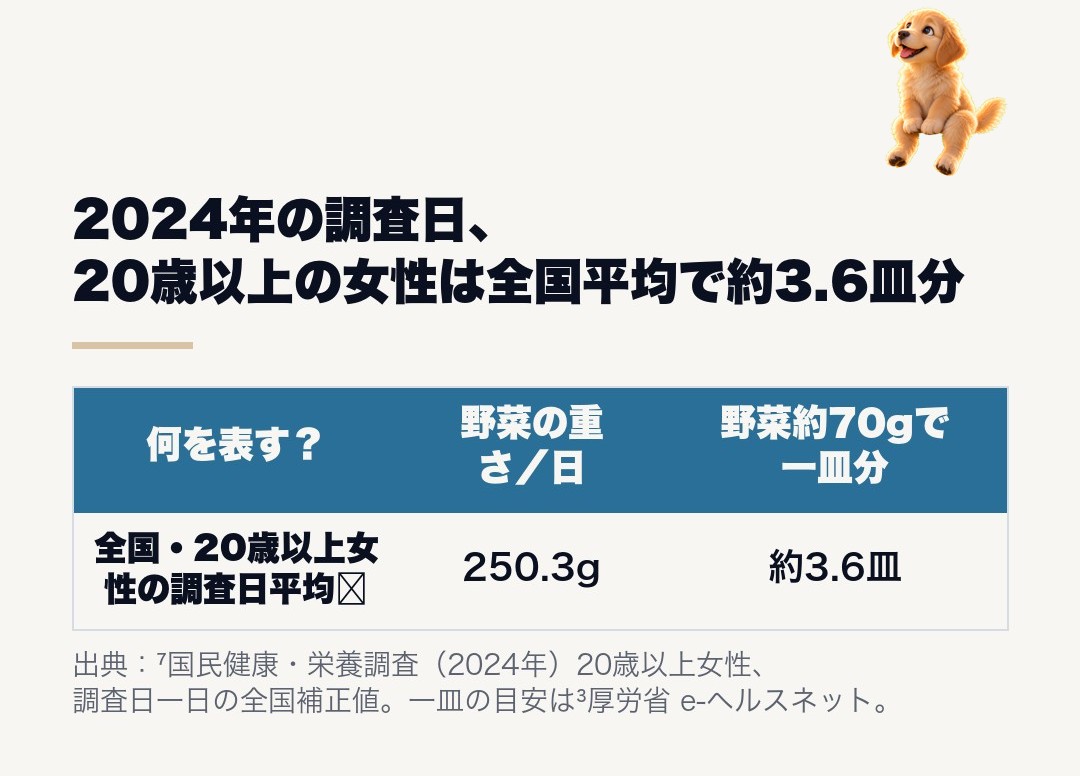 2024年の調査日、
20歳以上の女性は全国平均で約3.6皿分
何を表す？
野菜の重
さ／日
野菜約70gで
一皿分
全国・20歳以上女
性の調査日平均
250.3g
約3.6皿
出典：⁷国民健康・栄養調査（2024年）20歳以上女性、
調査日一日の全国補正値。一皿の目安は³厚労省 e-ヘルスネット。